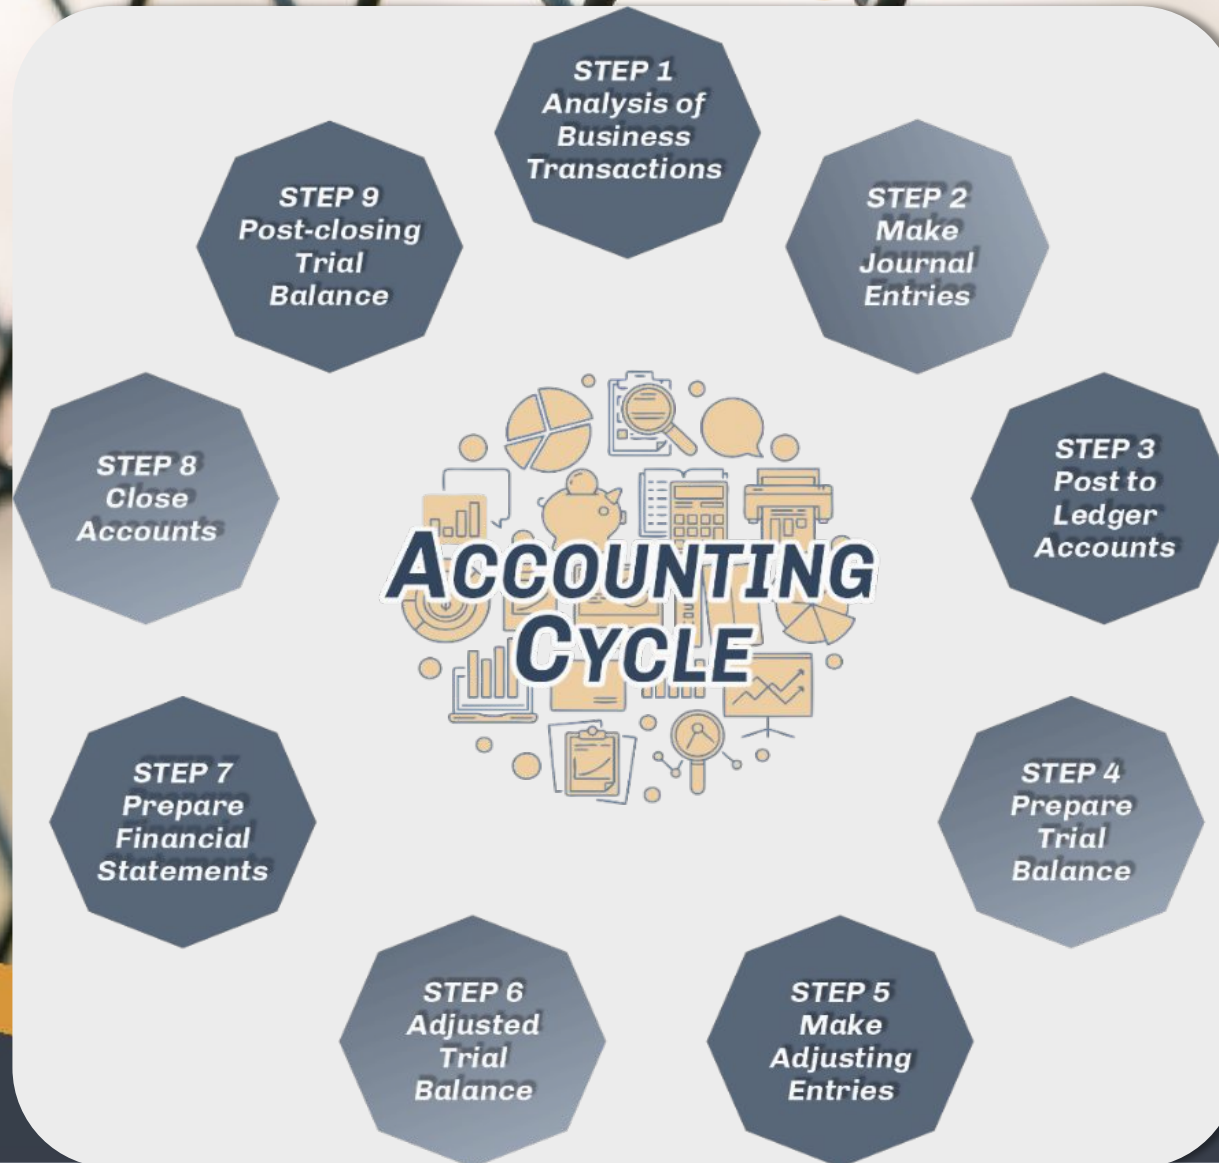 STEP 1
Analysis of
Business
Transactions
STEP 2
Make
Journal
Entries
STEP 3
Post to
Ledger
Accounts
STEP 4
Prepare
Trial
Balance
STEP 5
Make
Adjusting
Entries
STEP 6
Adjusted
Trial
Balance
STEP 7
Prepare
Financial
Statements
STEP 8
Close
Accounts
STEP 9
Post-closing
Trial
Balance
ACCOUNTING
CYCLE